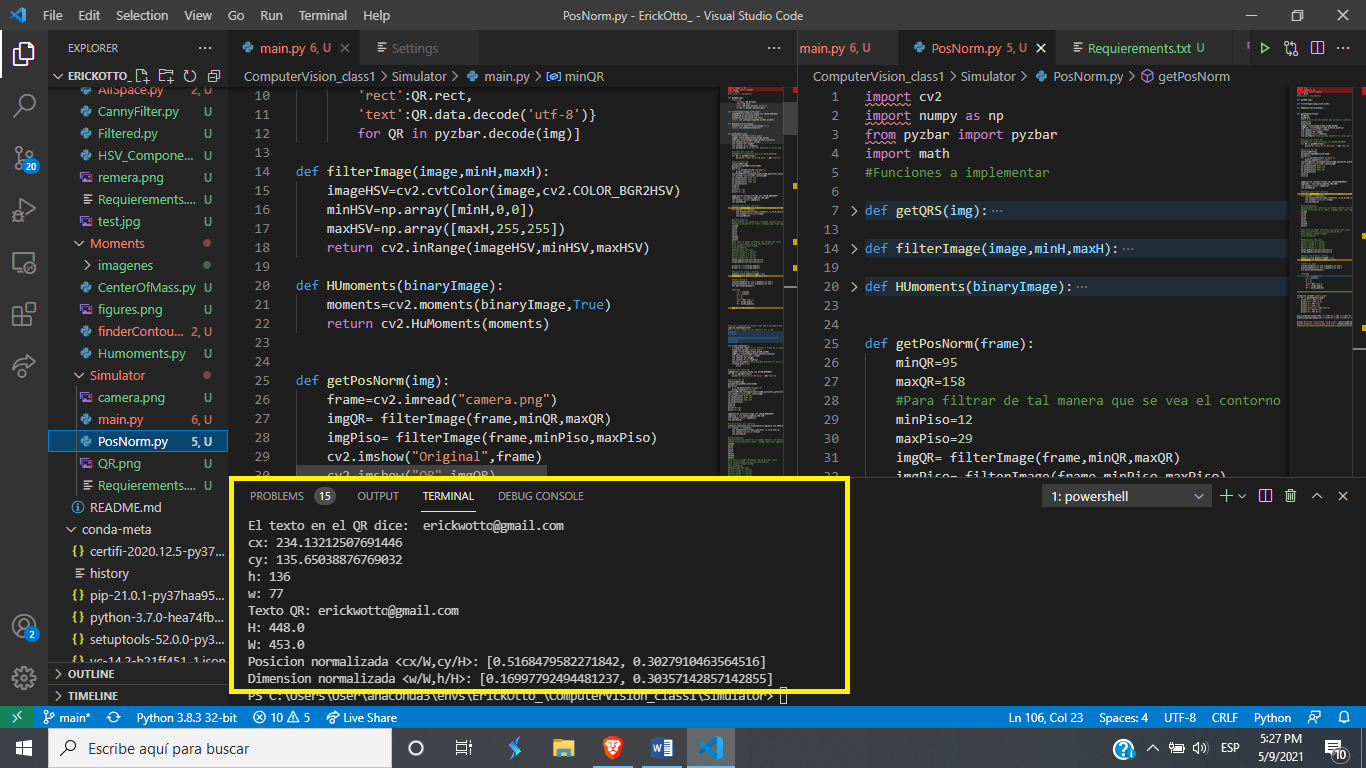 File Edit Selection View Go Run Terminal Help PosNorm.py - ErickOtto_ - Visual Studio Code
EXPLORER
ERICKOTTO_
AllSpace.py 2, U
CannyFilter.py U
Filtered.py U
HSV_Compone... U
remera.png U
Requierements.... U
test.jpg U
Moments
imagenes
CenterOfMass.py U
figures.png U
finderContou... 2, U
Humoments.py U
Simulator
camera.png U
main.py 6, U
PosNorm.py 5, U
QR.png U
Requierements.... U
README.md
conda-meta
{} certifi-2020.12.5-py37...
history
{} pip-21.0.1-py37haa95...
{} python-3.7.0-hea74fb...
{} setuptools-52.0.0-py3...
{} vc-14.2-h21ff451_1.json
OUTLINE
TIMELINE
20
2
main.py 6, U Settings
ComputerVision_class1 > Simulator > main.py > minQR
10 'rect':QR.rect,
11 'text':QR.data.decode('utf-8')}
12 for QR in pyzbar.decode(img)]
13
14 def filterImage(image,minH,maxH):
15 imageHSV=cv2.cvtColor(image,cv2.COLOR_BGR2HSV)
16 minHSV=np.array([minH,0,0])
17 maxHSV=np.array([maxH,255,255])
18 return cv2.inRange(imageHSV,minHSV,maxHSV)
19
20 def HUmoments(binaryImage):
21 moments=cv2.moments(binaryImage,True)
22 return cv2.HuMoments(moments)
23
24
25 def getPosNorm(img):
26 frame=cv2.imread("camera.png")
27 imgQR= filterImage(frame,minQR,maxQR)
28 imgPiso= filterImage(frame,minPiso,maxPiso)
29 cv2.imshow("Original",frame)
30 cv2.imshow("QR",imgQR)
main.py 6, U PosNorm.py 5, U Requierements.txt U
ComputerVision_class1 > Simulator > PosNorm.py > getPosNorm
1 import cv2
2 import numpy as np
3 from pyzbar import pyzbar
4 import math
5 #Funciones a implementar
6
7 def getQRS(img): ...
13
14 def filterImage(image,minH,maxH): ...
19
20 def HUmoments(binaryImage): ...
23
24
25 def getPosNorm(frame):
26 minQR=95
27 maxQR=158
28 #Para filtrar de tal manera que se vea el contorno
29 minPiso=12
30 maxPiso=29
31 imgQR= filterImage(frame,minQR,maxQR)
32 imgPiso= filterImage(frame,minPiso,maxPiso)
PROBLEMS 15 OUTPUT TERMINAL DEBUG CONSOLE 1: powershell
El texto en el QR dice: erickwotto@gmail.com
cx: 234.13212507691446
cy: 135.65038876769032
h: 136
w: 77
Texto QR: erickwotto@gmail.com
H: 448.0
W: 453.0
Posicion normalizada <cx/W,cy/H>: [0.5168479582271842, 0.3027910463564516]
Dimension normalizada <w/W,h/H>: [0.16997792494481237, 0.30357142857142855]
PS C:\Users\User\anaconda3\envs\ErickOtto_\ComputerVision_class1\Simulator>
main* Python 3.8.3 32-bit 10 5 Live Share Ln 106, Col 23 Spaces: 4 UTF-8 CRLF Python
Escribe aquí para buscar ESP 5:27 PM
5/9/2021
10